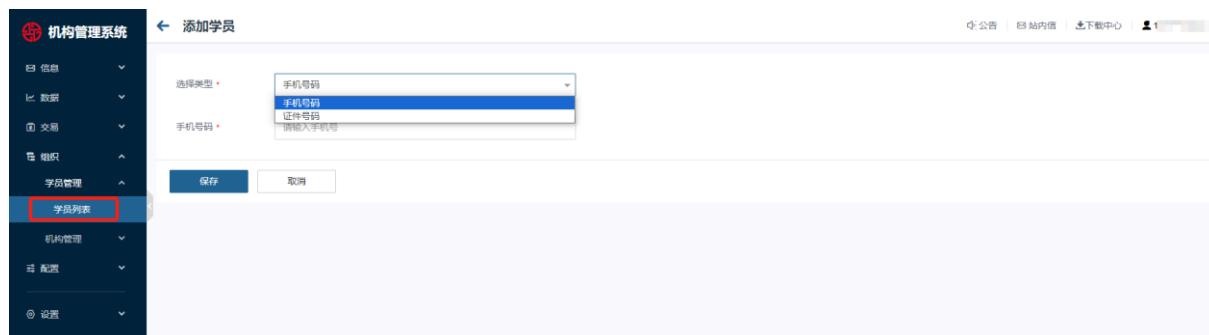 机构管理系统
← 添加学员
公告
站内信
下载中心
1
信息
数据
交易
组织
学员管理
学员列表
机构管理
配置
设置
选择类型 *
手机号码
手机号码
证件号码
手机号码 *
请输入手机号
保存
取消